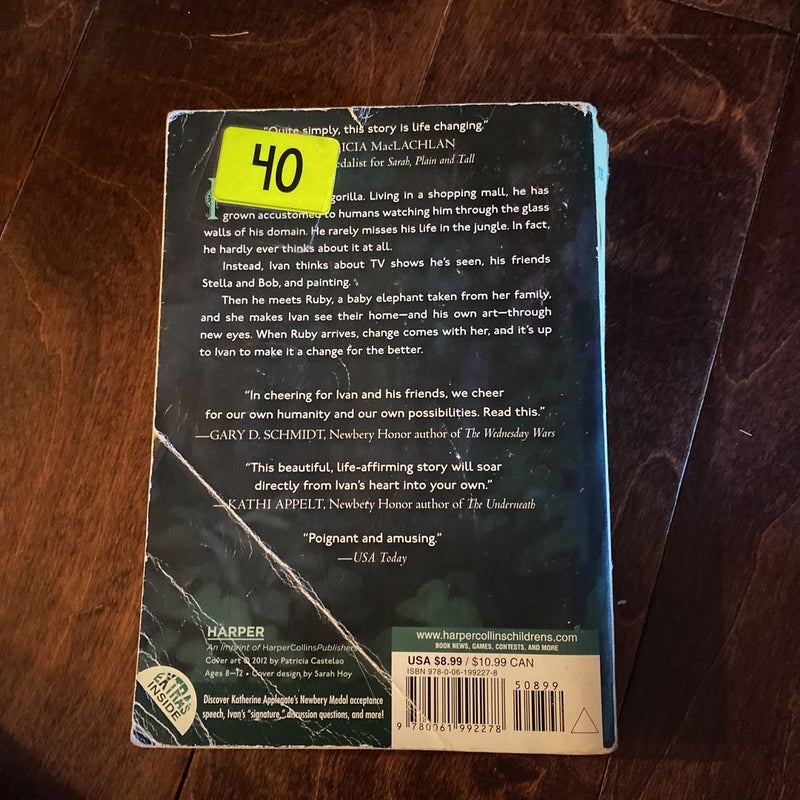 "Quite simply, this story is life changing."
40
ICIA MacLACHLAN
edalist for Sarah, Plain and Tall
gorilla. Living in a shopping mall, he has
grown accustomed to humans watching him through the glass
walls of his domain. He rarely misses his life in the jungle. In fact,
he hardly ever thinks about it at all.
Instead, Ivan thinks about TV shows he's seen, his friends
Stella and Bob, and painting.
Then he meets Ruby, a baby elephant taken from her family,
and she makes Ivan see their home—and his own art—through
new eyes. When Ruby arrives, change comes with her, and it's up
to Ivan to make it a change for the better.
"In cheering for Ivan and his friends, we cheer
for our own humanity and our own possibilities. Read this."
—GARY D. SCHMIDT, Newbery Honor author of The Wednesday Wars
"This beautiful, life-affirming story will soar
directly from Ivan's heart into your own."
—KATHI APPELT, Newbery Honor author of The Underneath
"Poignant and amusing."
—USA Today
HARPER
An Imprint of HarperCollinsPublishers
Cover art © 2012 by Patricia Castelao
Ages 8–12 • Cover design by Sarah Hoy
EXTRAS
INSIDE
Discover Katherine Applegate's Newbery Medal acceptance
speech, Ivan's "signature," discussion questions, and more!
www.harpercollinschildrens.com
BOOK NEWS, GAMES, CONTESTS, AND MORE
USA $8.99 / $10.99 CAN
ISBN 978-0-06-199227-8
50899
9 780061 992278